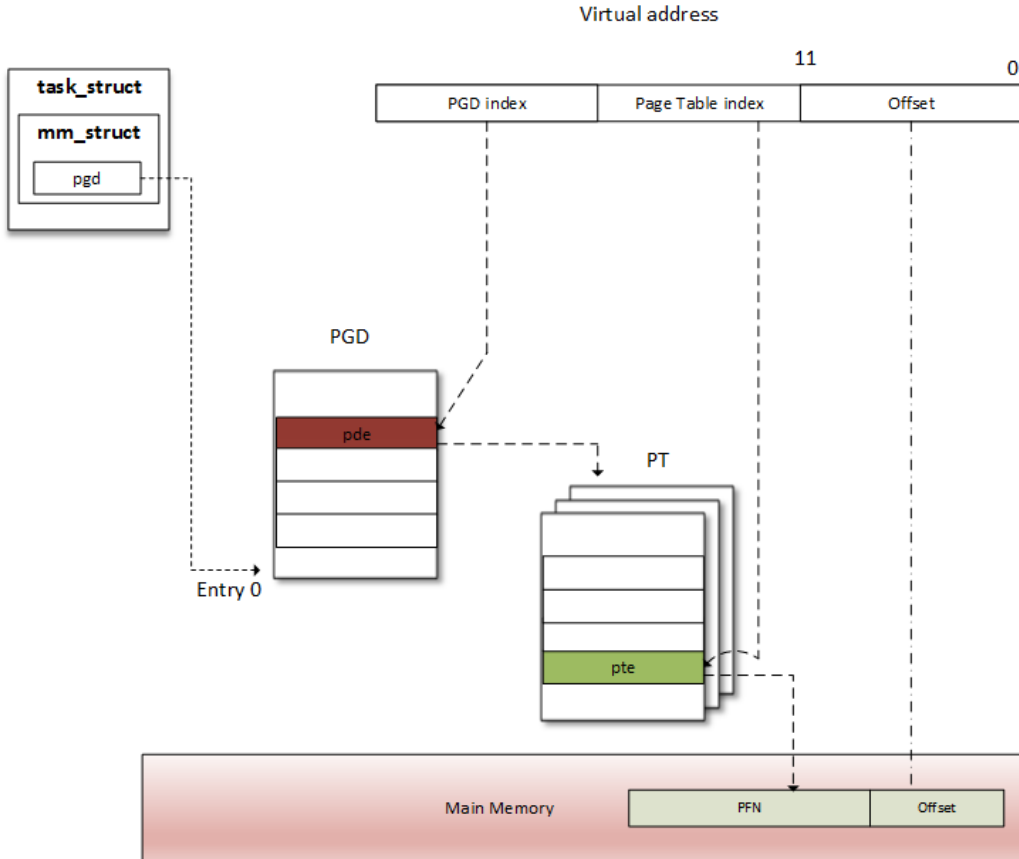 Virtual address
11
0
task_struct
mm_struct
pgd
PGD index
Page Table index
Offset
PGD
pde
Entry 0
PT
pte
Main Memory
PFN
Offset